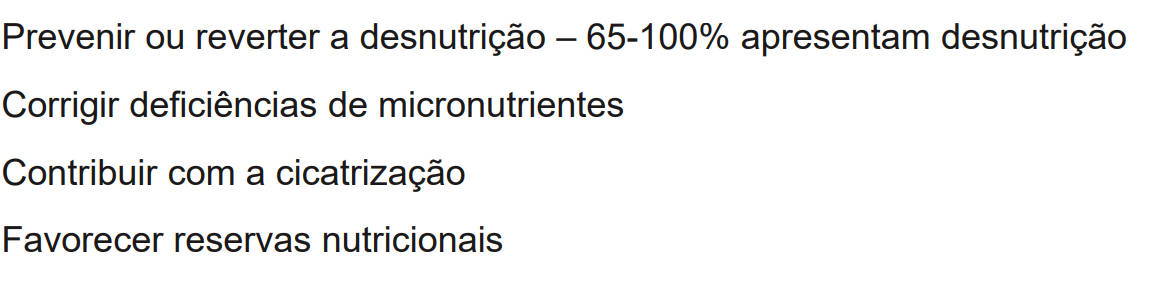 Prevenir ou reverter a desnutrição – 65-100% apresentam desnutrição
Corrigir deficiências de micronutrientes
Contribuir com a cicatrização
Favorecer reservas nutricionais